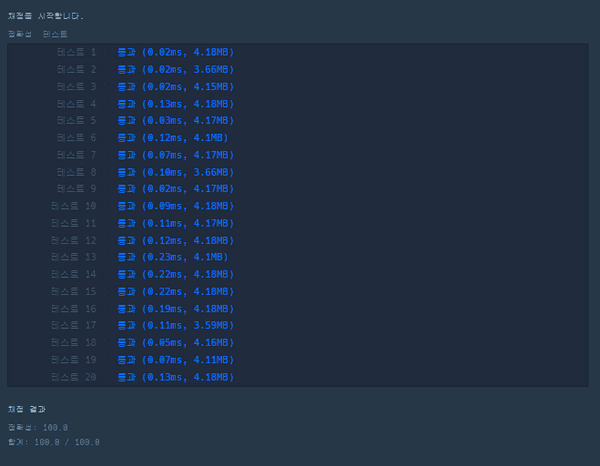 채점을 시작합니다.
정확성 테스트
테스트 1 통과 (0.02ms, 4.18MB)
테스트 2 통과 (0.02ms, 3.66MB)
테스트 3 통과 (0.02ms, 4.15MB)
테스트 4 통과 (0.13ms, 4.18MB)
테스트 5 통과 (0.03ms, 4.17MB)
테스트 6 통과 (0.12ms, 4.1MB)
테스트 7 통과 (0.07ms, 4.17MB)
테스트 8 통과 (0.10ms, 3.66MB)
테스트 9 통과 (0.02ms, 4.17MB)
테스트 10 통과 (0.09ms, 4.18MB)
테스트 11 통과 (0.11ms, 4.17MB)
테스트 12 통과 (0.12ms, 4.18MB)
테스트 13 통과 (0.23ms, 4.1MB)
테스트 14 통과 (0.22ms, 4.18MB)
테스트 15 통과 (0.22ms, 4.18MB)
테스트 16 통과 (0.19ms, 4.18MB)
테스트 17 통과 (0.11ms, 3.59MB)
테스트 18 통과 (0.05ms, 4.16MB)
테스트 19 통과 (0.07ms, 4.11MB)
테스트 20 통과 (0.13ms, 4.18MB)
채점 결과
정확성: 100.0
합계: 100.0 / 100.0